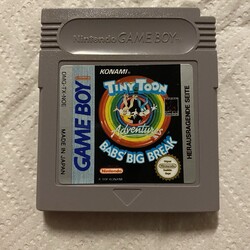 Nintendo GAME BOY
KONAMI
TINY TOON
Adventures
BABS' BIG BREAK
Nintendo
GAME BOY
MADE IN JAPAN
HERAUSRAGENDE SEITE